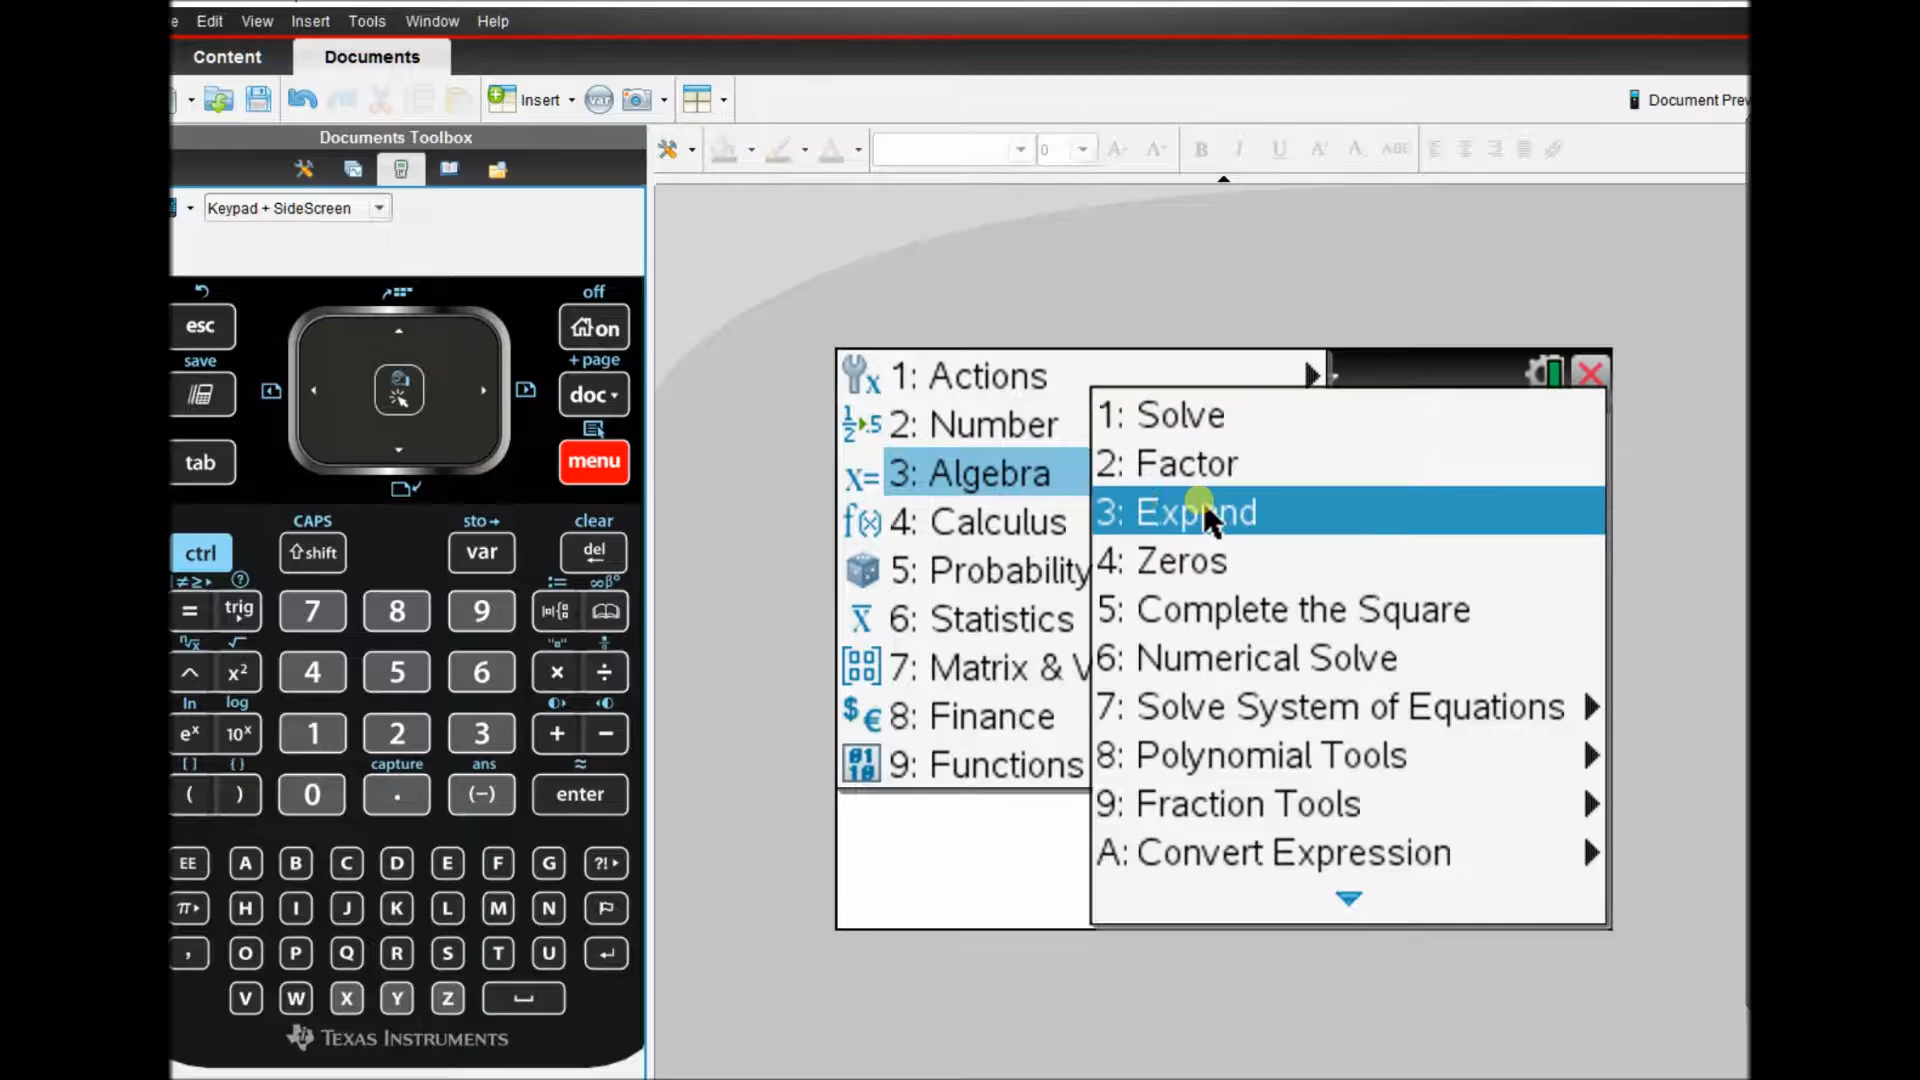 Edit View Insert Tools Window Help
Content Documents
Insert var Document Prev
Documents Toolbox
0 B I U A A ABC
Keypad + SideScreen
off
esc on
save + page
doc
tab menu
CAPS sto→ clear
ctrl shift var del
= trig 7 8 9
^ x² 4 5 6 × ÷
ln log
eˣ 10ˣ 1 2 3 + −
[ ] { } capture ans ≈
( ) 0 . (−) enter
EE A B C D E F G ?!
π H I J K L M N
, O P Q R S T U
V W X Y Z
TEXAS INSTRUMENTS
1: Actions
2: Number
3: Algebra
4: Calculus
5: Probability
6: Statistics
7: Matrix & V
8: Finance
9: Functions
1: Solve
2: Factor
3: Expand
4: Zeros
5: Complete the Square
6: Numerical Solve
7: Solve System of Equations
8: Polynomial Tools
9: Fraction Tools
A: Convert Expression